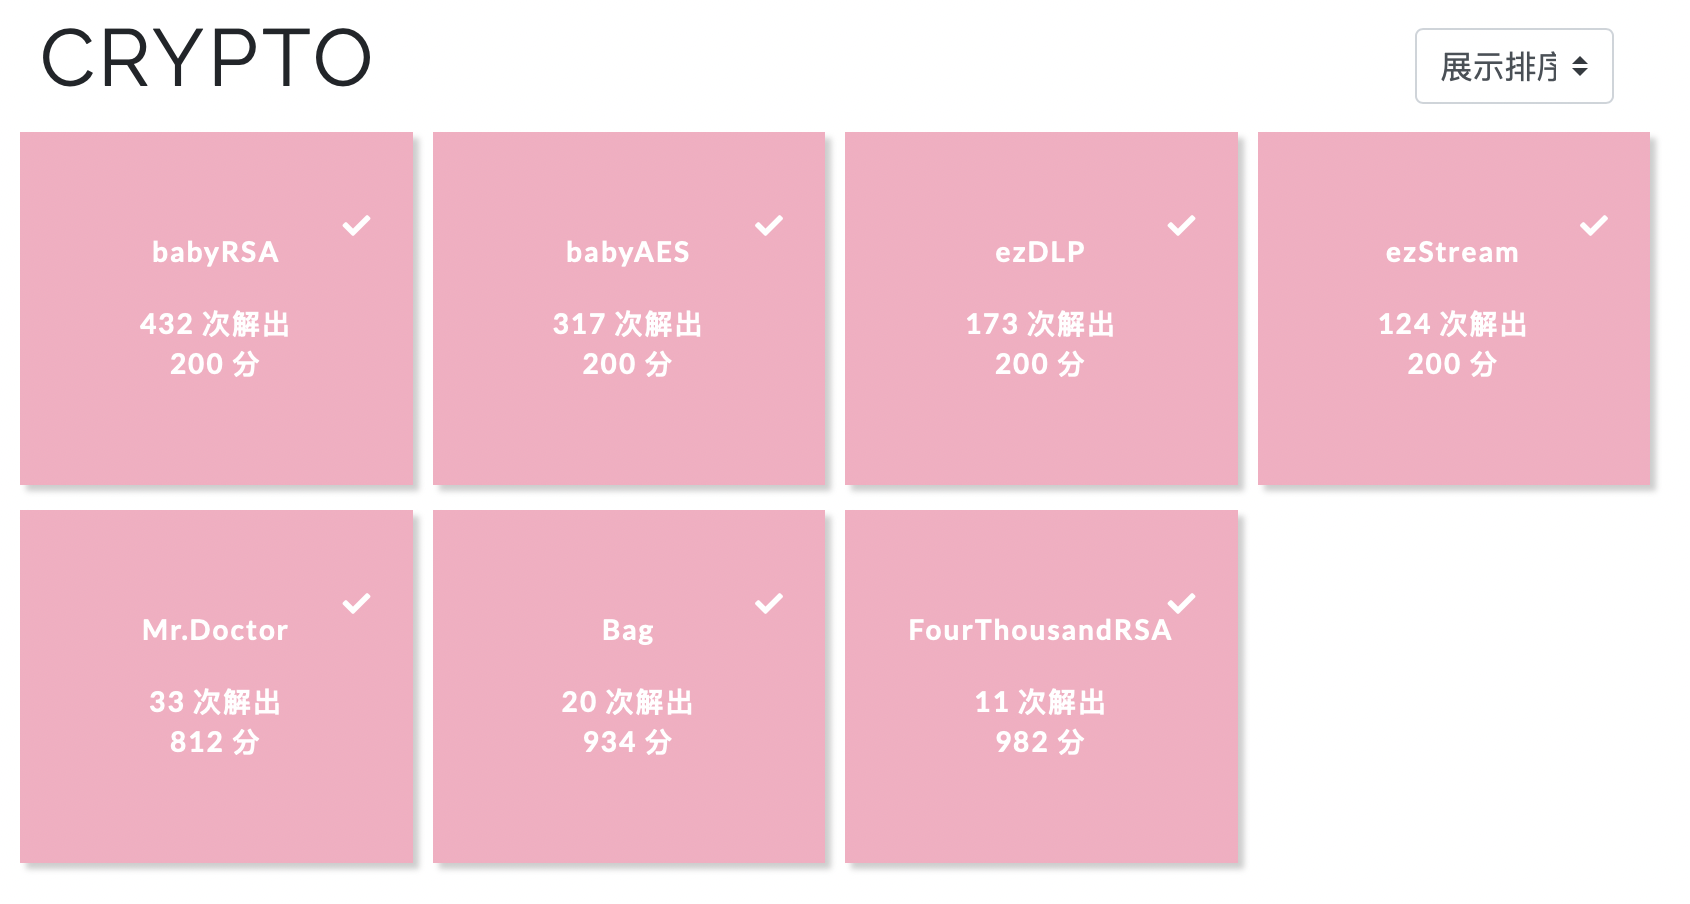 CRYPTO
展示排序
babyRSA
432 次解出
200 分
babyAES
317 次解出
200 分
ezDLP
173 次解出
200 分
ezStream
124 次解出
200 分
Mr.Doctor
33 次解出
812 分
Bag
20 次解出
934 分
FourThousandRSA
11 次解出
982 分